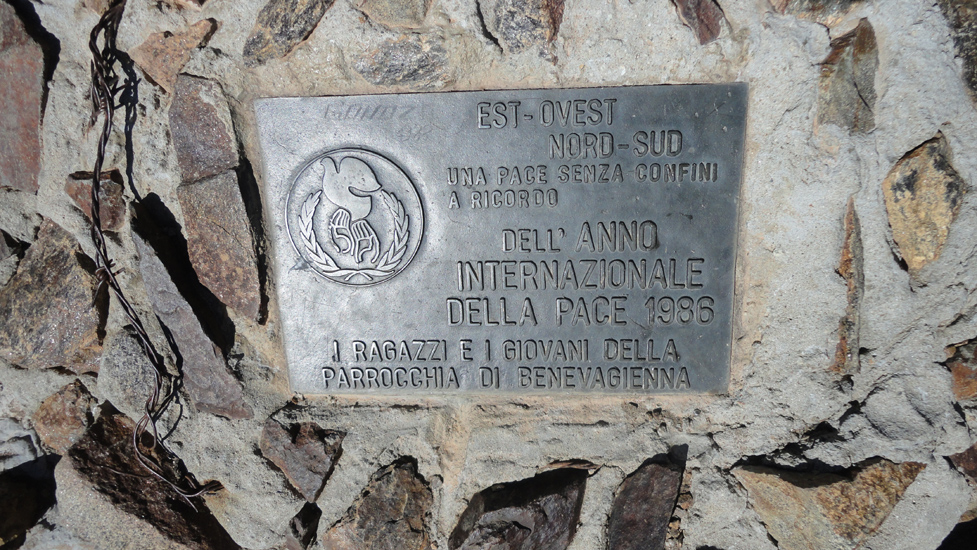 EST-OVEST
NORD-SUD
UNA PACE SENZA CONFINI
A RICORDO
DELL' ANNO
INTERNAZIONALE
DELLA PACE 1986
I RAGAZZI E I GIOVANI DELLA
PARROCCHIA DI BENEVAGIENNA